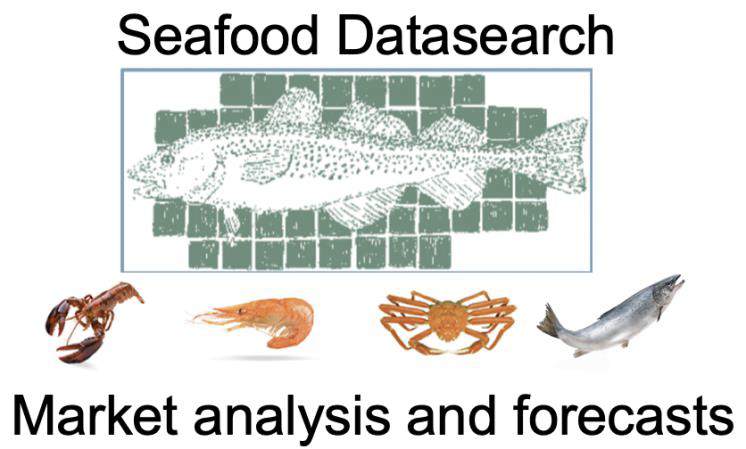 Seafood Datasearch
Market analysis and forecasts